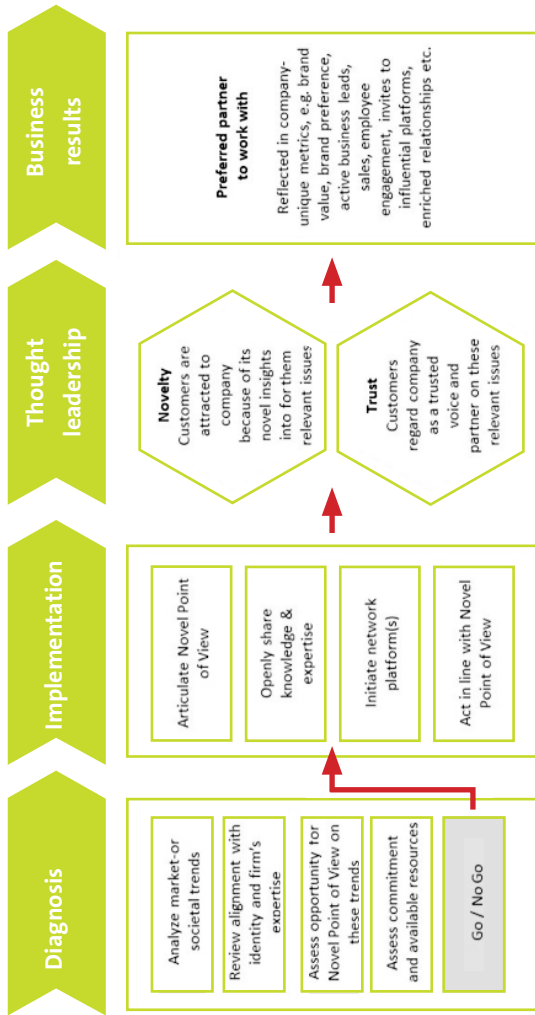 Diagnosis
Analyze market-or
societal trends
Review alignment with
identity and firm's
expertise
Assess opportunity for
Novel Point of View on
these trends
Assess commitment
and available resources
Go / No Go
Implementation
Articulate Novel Point
of View
Openly share
knowledge &
expertise
Initiate network
platform(s)
Act in line with Novel
Point of View
Thought
leadership
Novelty
Customers are
attracted to
company
because of its
novel insights
into for them
relevant issues
Trust
Customers
regard company
as a trusted
voice and
partner on these
relevant issues
Business
results
Preferred partner
to work with
Reflected in company-
unique metrics, e.g. brand
value, brand preference,
active business leads,
sales, employee
engagement, invites to
influential platforms,
enriched relationships etc.